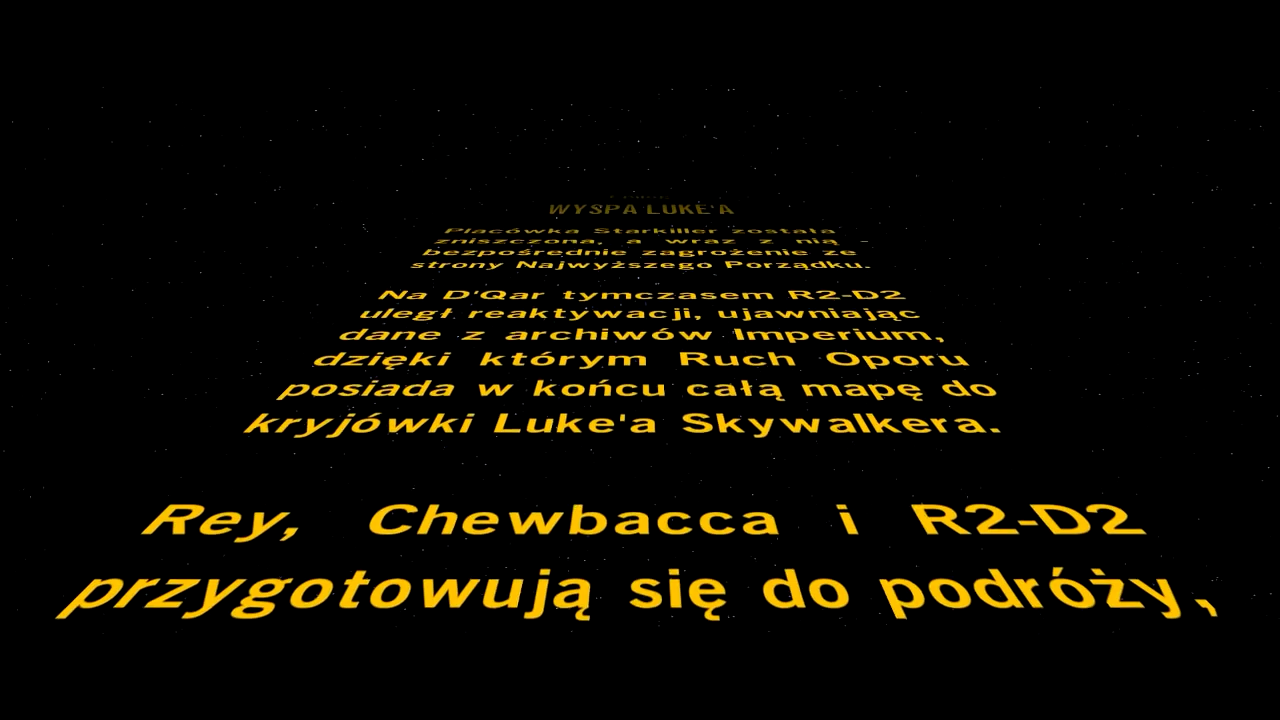 WYSPA LUKE'A
Placówka Starkiller została
zniszczona, a wraz z nią -
bezpośrednie zagrożenie ze
strony Najwyższego Porządku.
Na D'Qar tymczasem R2-D2
uległ reaktywacji, ujawniając
dane z archiwów Imperium,
dzięki którym Ruch Oporu
posiada w końcu całą mapę do
kryjówki Luke'a Skywalkera.
Rey, Chewbacca i R2-D2
przygotowują się do podróży,